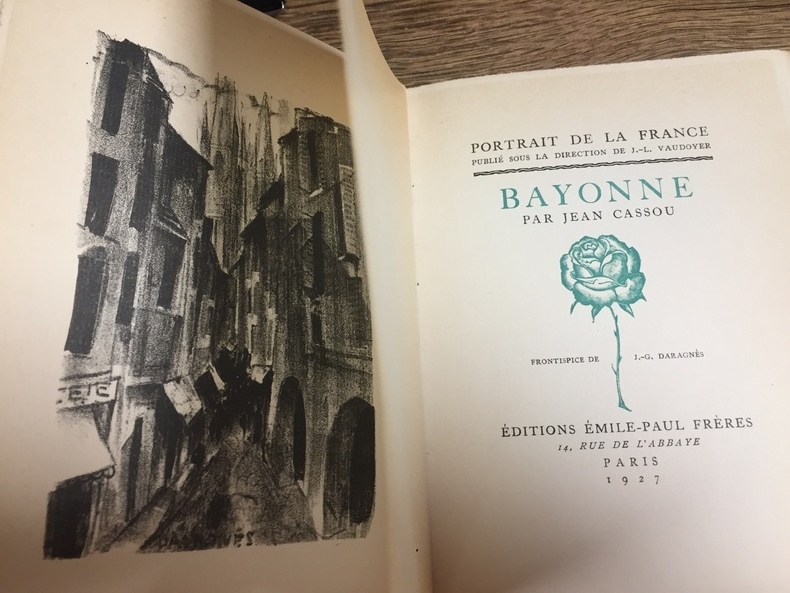 DARAGNÈS
PORTRAIT DE LA FRANCE
PUBLIÉ SOUS LA DIRECTION DE J.-L. VAUDOYER
BAYONNE
PAR JEAN CASSOU
FRONTISPICE DE J.-G. DARAGNÈS
ÉDITIONS ÉMILE-PAUL FRÈRES
14, RUE DE L'ABBAYE
PARIS
1927